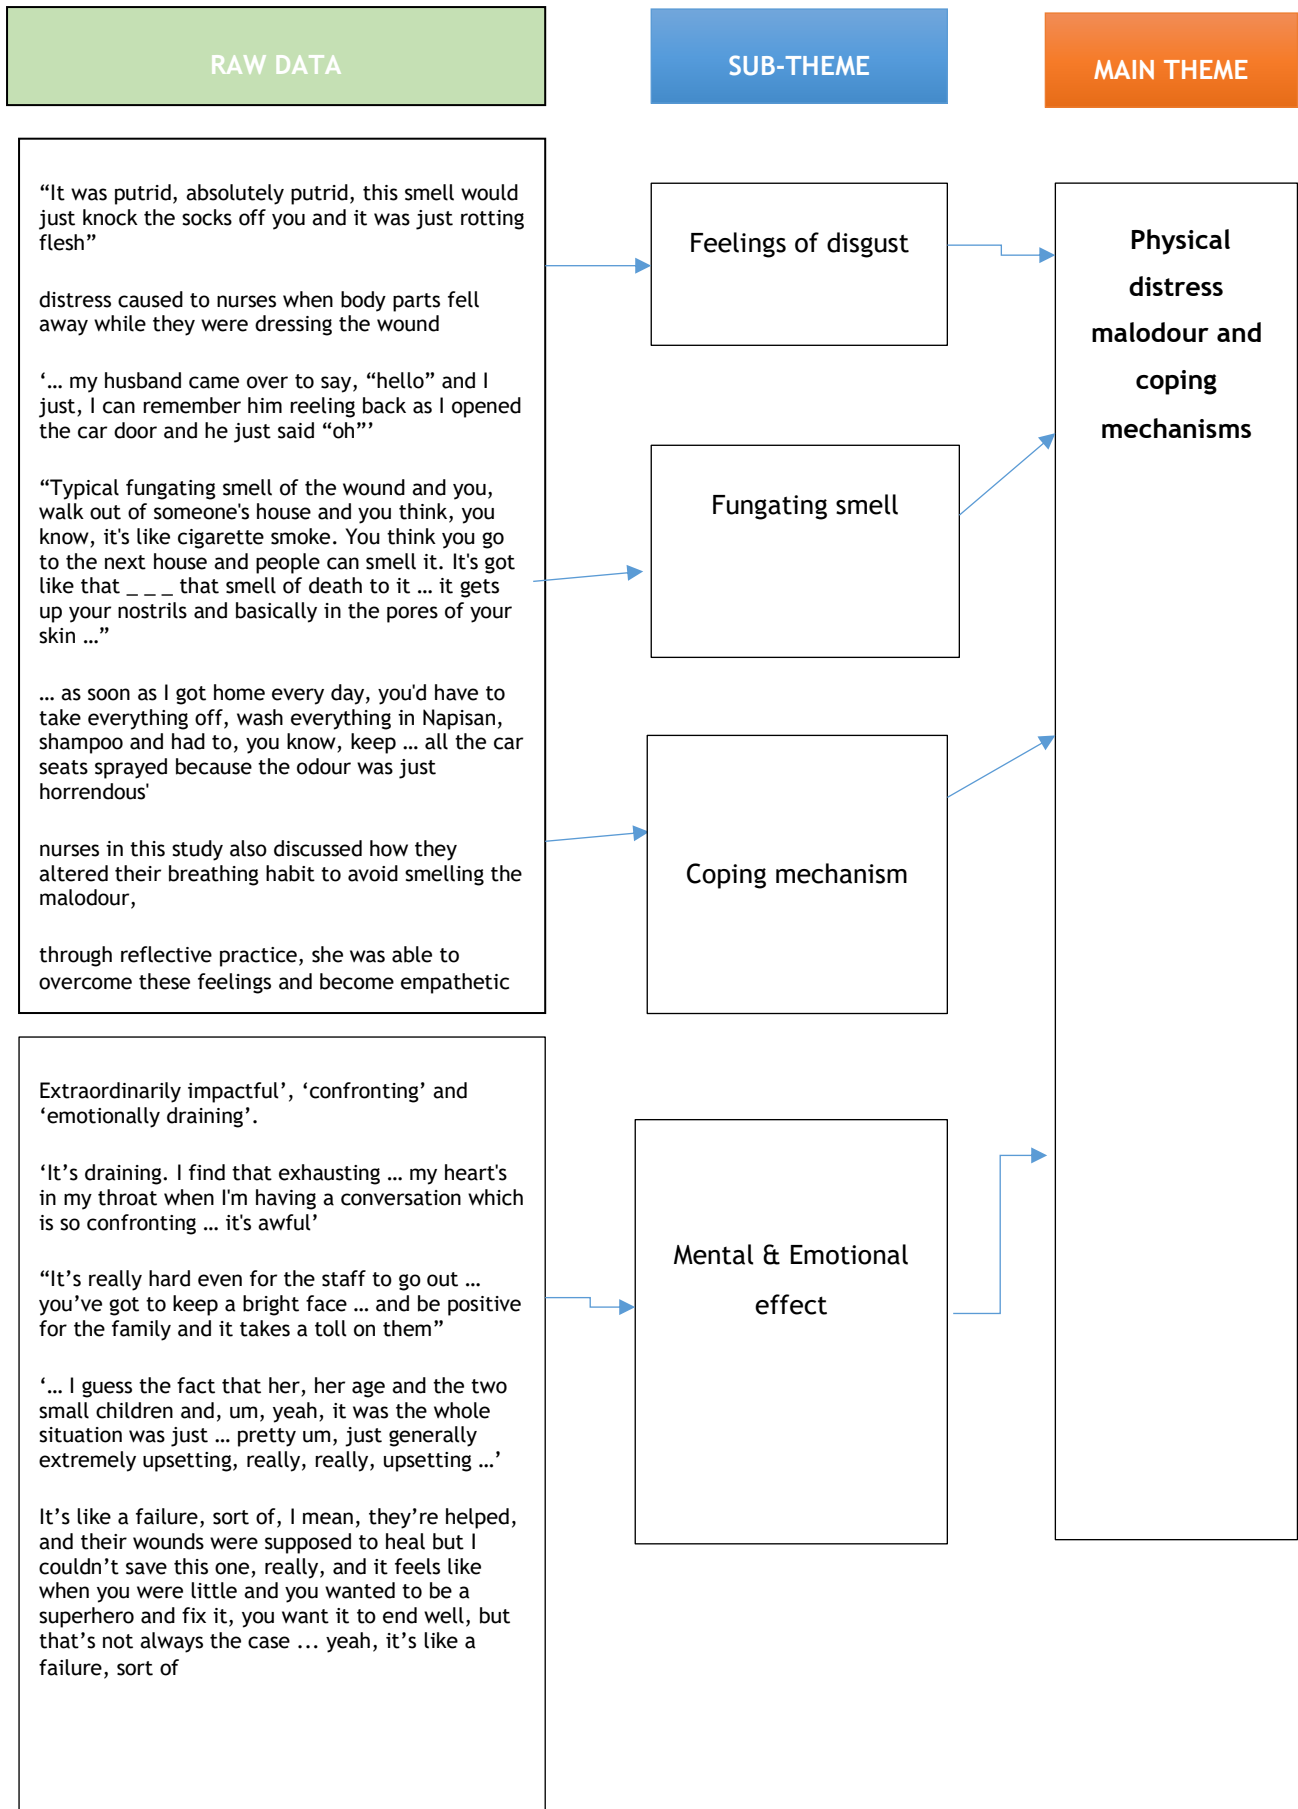 RAW DATA
SUB-THEME
MAIN THEME
“It was putrid, absolutely putrid, this smell would
just knock the socks off you and it was just rotting
flesh”
distress caused to nurses when body parts fell
away while they were dressing the wound
‘… my husband came over to say, “hello” and I
just, I can remember him reeling back as I opened
the car door and he just said “oh”’
“Typical fungating smell of the wound and you,
walk out of someone's house and you think, you
know, it's like cigarette smoke. You think you go
to the next house and people can smell it. It's got
like that _ _ _ that smell of death to it … it gets
up your nostrils and basically in the pores of your
skin …”
… as soon as I got home every day, you'd have to
take everything off, wash everything in Napisan,
shampoo and had to, you know, keep … all the car
seats sprayed because the odour was just
horrendous'
nurses in this study also discussed how they
altered their breathing habit to avoid smelling the
malodour,
through reflective practice, she was able to
overcome these feelings and become empathetic
Feelings of disgust
Fungating smell
Coping mechanism
Physical
distress
malodour and
coping
mechanisms
Extraordinarily impactful’, ‘confronting’ and
‘emotionally draining’.
‘It’s draining. I find that exhausting … my heart's
in my throat when I'm having a conversation which
is so confronting … it's awful’
“It’s really hard even for the staff to go out …
you’ve got to keep a bright face … and be positive
for the family and it takes a toll on them”
‘… I guess the fact that her, her age and the two
small children and, um, yeah, it was the whole
situation was just … pretty um, just generally
extremely upsetting, really, really, upsetting …’
It’s like a failure, sort of, I mean, they’re helped,
and their wounds were supposed to heal but I
couldn’t save this one, really, and it feels like
when you were little and you wanted to be a
superhero and fix it, you want it to end well, but
that’s not always the case ... yeah, it’s like a
failure, sort of
Mental & Emotional
effect